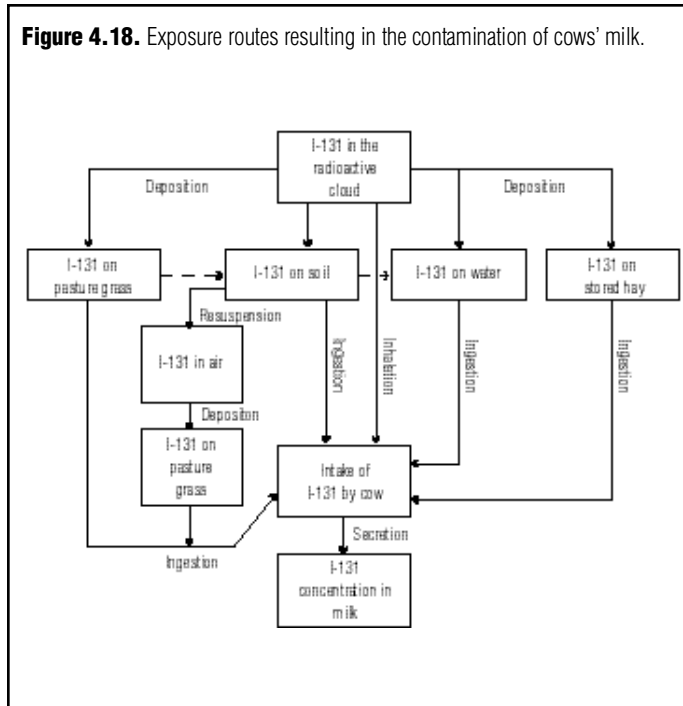 Figure 4.18. Exposure routes resulting in the contamination of cows' milk.
I-131 in the
radioactive
cloud
Deposition
Deposition
I-131 on
pasture grass
I-131 on soil
I-131 on water
I-131 on
stored hay
Resuspension
I-131 in air
Ingestion
Inhalation
Ingestion
Ingestion
Depositon
I-131 on
pasture
grass
Intake of
I-131 by cow
Ingestion
Secretion
I-131
concentration in
milk